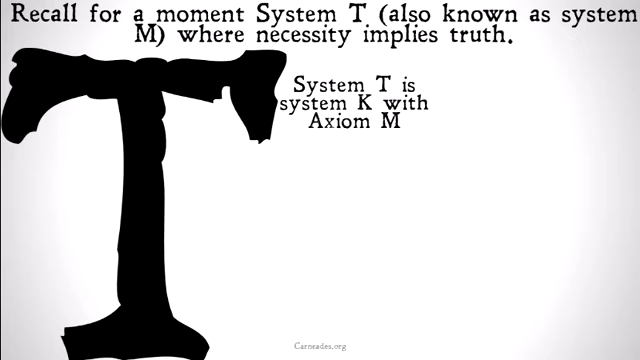 Recall for a moment System T (also known as system
M) where necessity implies truth.
System T is
system K with
Axiom M
T
Carneades.org